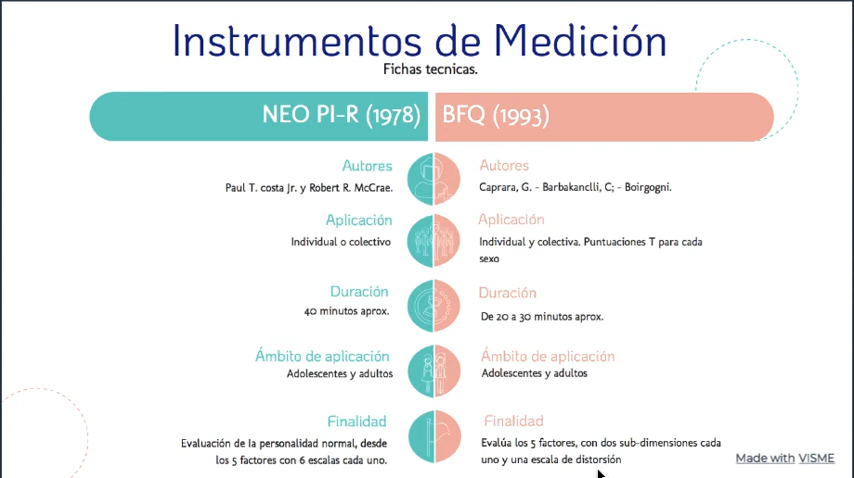 Instrumentos de Medición
Fichas tecnicas.
NEO PI-R (1978)
BFQ (1993)
Autores
Paul T. costa Jr. y Robert R. McCrae.
Autores
Caprara, G. - Barbakanclli, C; - Boirgogni.
Aplicación
Individual o colectivo
Aplicación
Individual y colectiva. Puntuaciones T para cada
sexo
Duración
40 minutos aprox.
Duración
De 20 a 30 minutos aprox.
Ámbito de aplicación
Adolescentes y adultos
Ámbito de aplicación
Adolescentes y adultos
Finalidad
Evaluación de la personalidad normal, desde
los 5 factores con 6 escalas cada uno.
Finalidad
Evalúa los 5 factores, con dos sub-dimensiones cada
uno y una escala de distorsión
Made with VISME